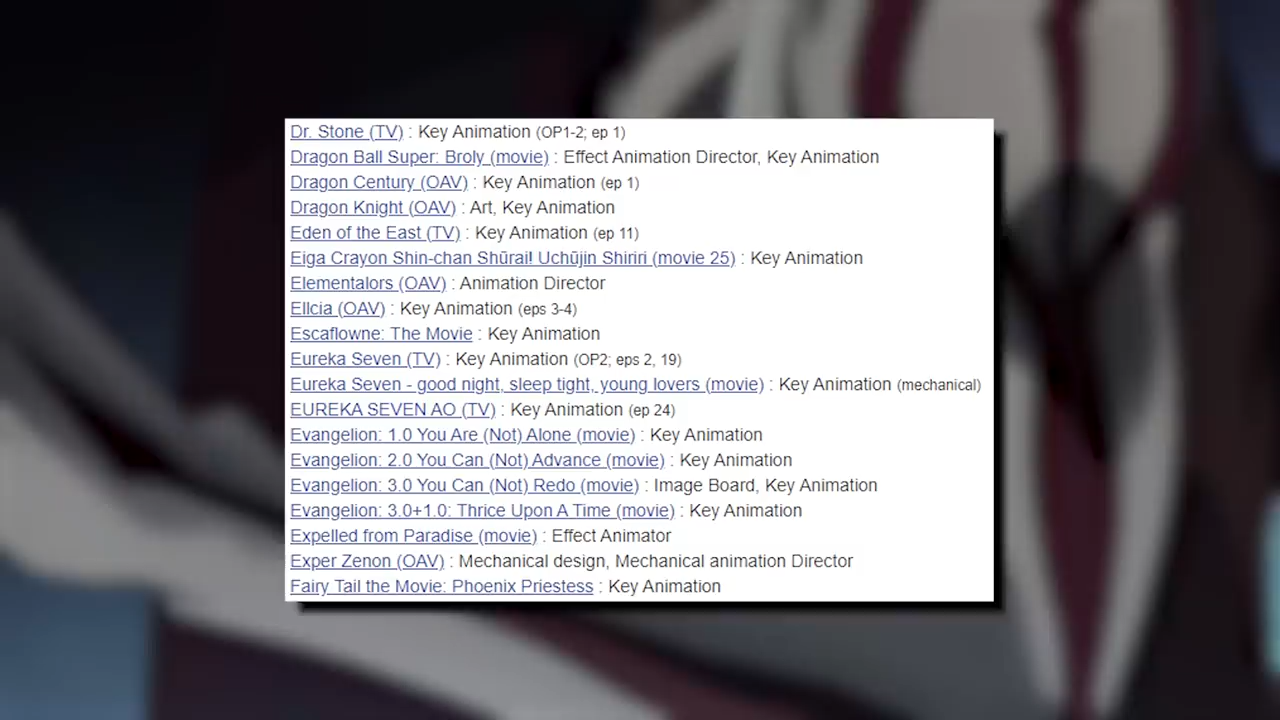 Dr. Stone (TV) : Key Animation (OP1-2; ep 1)
Dragon Ball Super: Broly (movie) : Effect Animation Director, Key Animation
Dragon Century (OAV) : Key Animation (ep 1)
Dragon Knight (OAV) : Art, Key Animation
Eden of the East (TV) : Key Animation (ep 11)
Eiga Crayon Shin-chan Shūrai! Uchūjin Shiriri (movie 25) : Key Animation
Elementalors (OAV) : Animation Director
Ellcia (OAV) : Key Animation (eps 3-4)
Escaflowne: The Movie : Key Animation
Eureka Seven (TV) : Key Animation (OP2; eps 2, 19)
Eureka Seven - good night, sleep tight, young lovers (movie) : Key Animation (mechanical)
EUREKA SEVEN AO (TV) : Key Animation (ep 24)
Evangelion: 1.0 You Are (Not) Alone (movie) : Key Animation
Evangelion: 2.0 You Can (Not) Advance (movie) : Key Animation
Evangelion: 3.0 You Can (Not) Redo (movie) : Image Board, Key Animation
Evangelion: 3.0+1.0: Thrice Upon A Time (movie) : Key Animation
Expelled from Paradise (movie) : Effect Animator
Exper Zenon (OAV) : Mechanical design, Mechanical animation Director
Fairy Tail the Movie: Phoenix Priestess : Key Animation